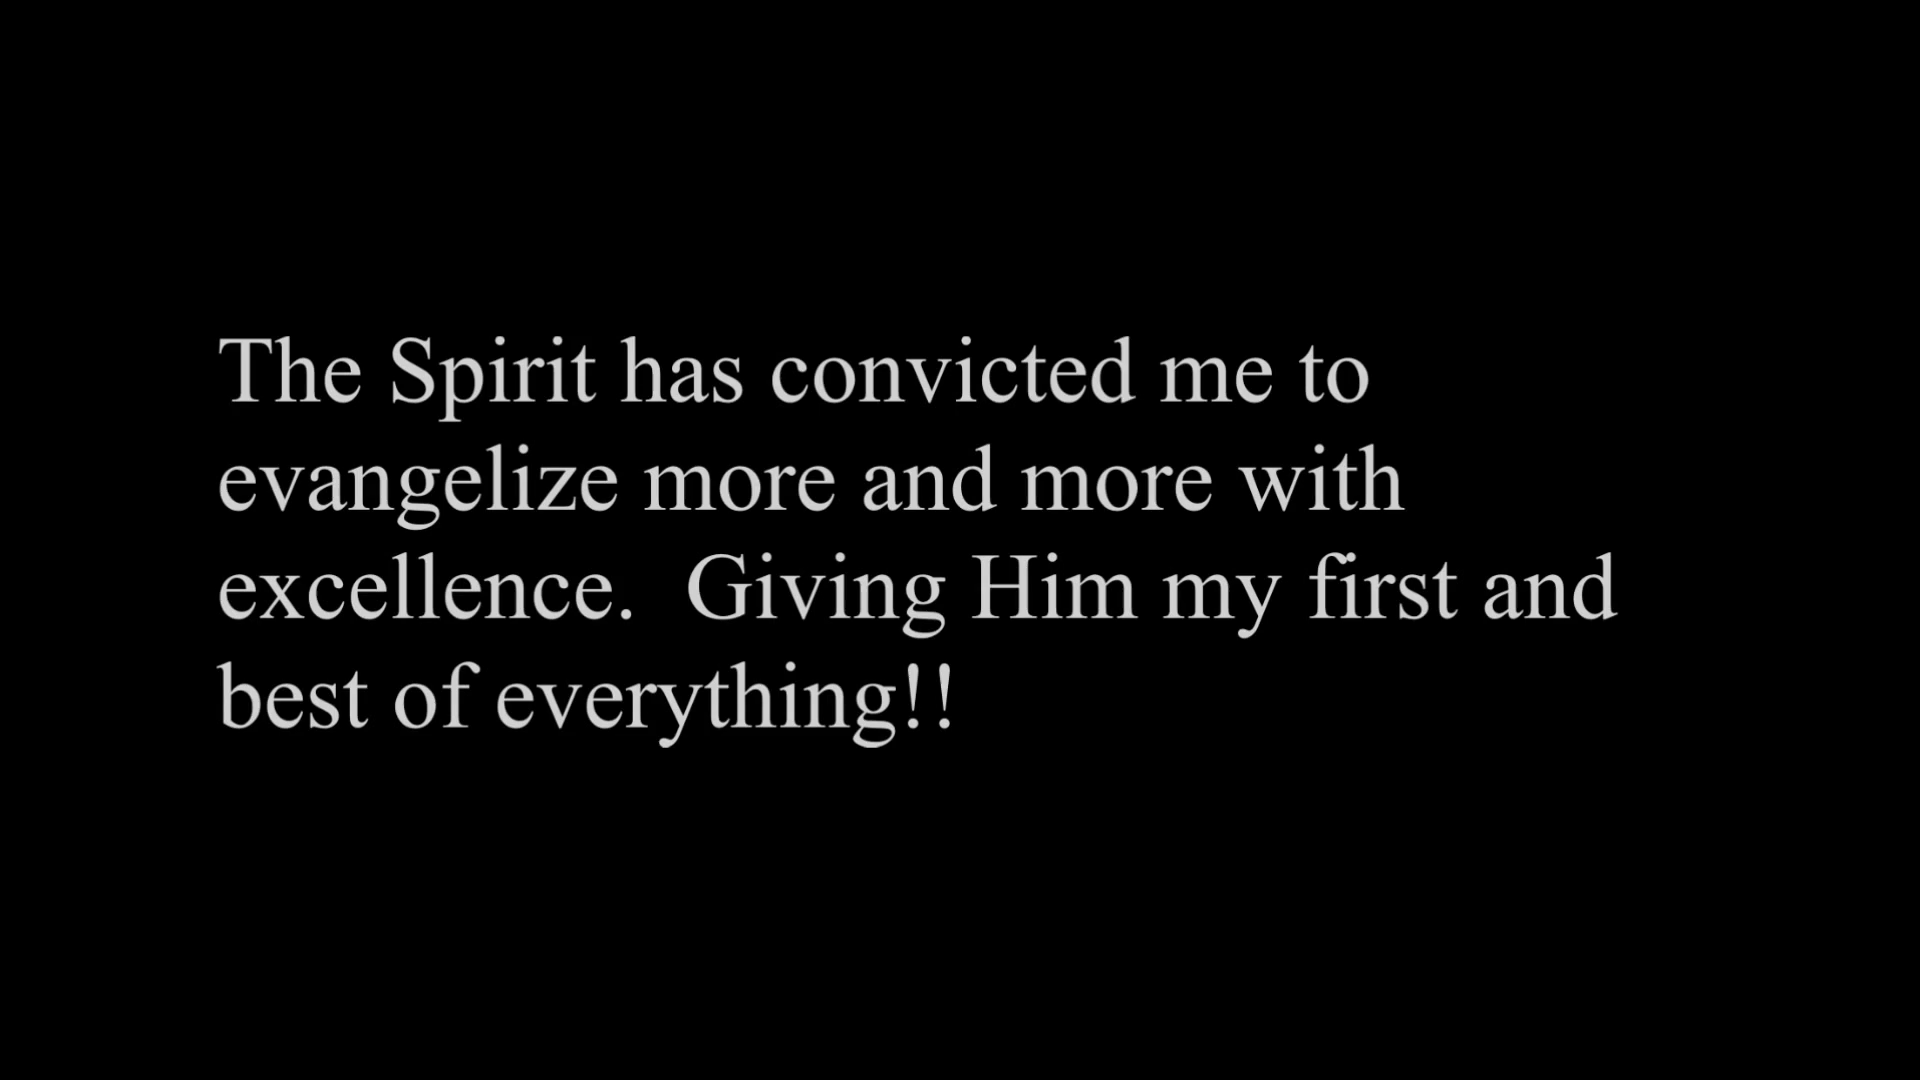 The Spirit has convicted me to
evangelize more and more with
excellence.  Giving Him my first and
best of everything!!